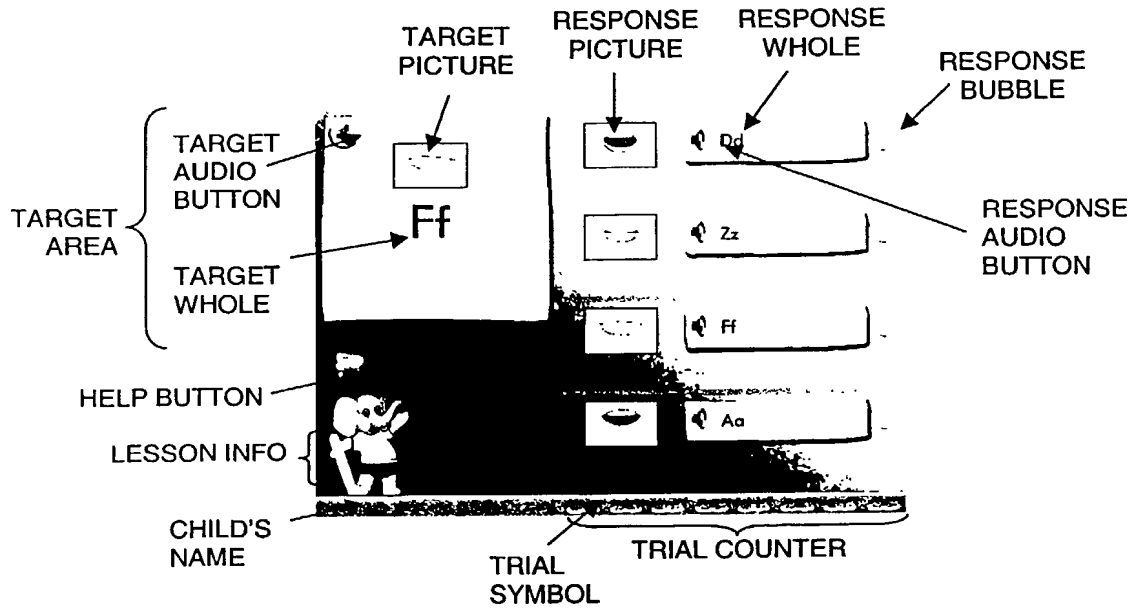 TARGET
PICTURE
RESPONSE
PICTURE
RESPONSE
WHOLE
RESPONSE
BUBBLE
TARGET
AUDIO
BUTTON
TARGET
AREA
TARGET
WHOLE
Ff
Dd
Zz
Ff
Aa
RESPONSE
AUDIO
BUTTON
HELP BUTTON
LESSON INFO
CHILD'S
NAME
TRIAL
SYMBOL
TRIAL COUNTER